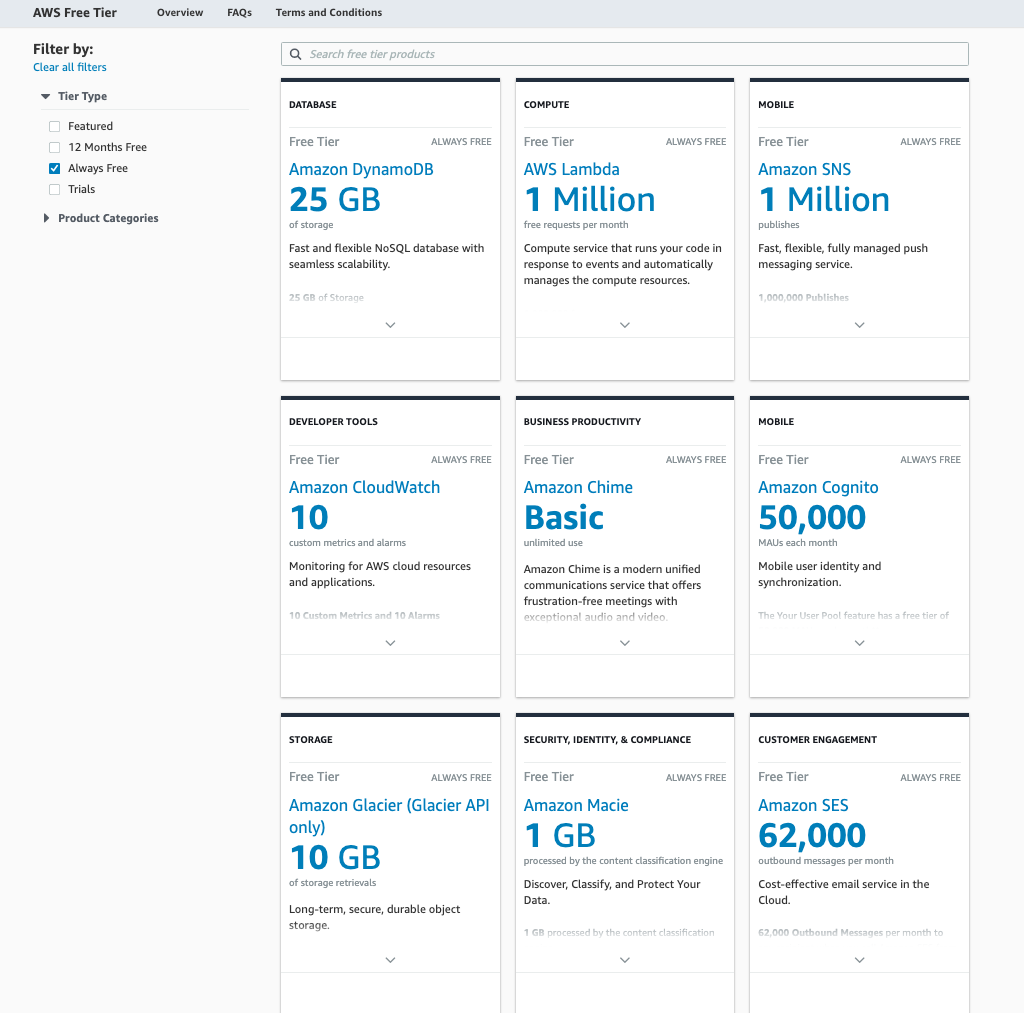 AWS Free Tier
Overview
FAQs
Terms and Conditions
Filter by:
Clear all filters
Tier Type
Featured
12 Months Free
Always Free
Trials
Product Categories
Search free tier products
DATABASE
Free Tier
ALWAYS FREE
Amazon DynamoDB
25 GB
of storage
Fast and flexible NoSQL database with
seamless scalability.
25 GB of Storage
COMPUTE
Free Tier
ALWAYS FREE
AWS Lambda
1 Million
free requests per month
Compute service that runs your code in
response to events and automatically
manages the compute resources.
MOBILE
Free Tier
ALWAYS FREE
Amazon SNS
1 Million
publishes
Fast, flexible, fully managed push
messaging service.
1,000,000 Publishes
DEVELOPER TOOLS
Free Tier
ALWAYS FREE
Amazon CloudWatch
10
custom metrics and alarms
Monitoring for AWS cloud resources
and applications.
10 Custom Metrics and 10 Alarms
BUSINESS PRODUCTIVITY
Free Tier
ALWAYS FREE
Amazon Chime
Basic
unlimited use
Amazon Chime is a modern unified
communications service that offers
frustration-free meetings with
exceptional audio and video.
MOBILE
Free Tier
ALWAYS FREE
Amazon Cognito
50,000
MAUs each month
Mobile user identity and
synchronization.
The Your User Pool feature has a free tier of
STORAGE
Free Tier
ALWAYS FREE
Amazon Glacier (Glacier API
only)
10 GB
of storage retrievals
Long-term, secure, durable object
storage.
SECURITY, IDENTITY, & COMPLIANCE
Free Tier
ALWAYS FREE
Amazon Macie
1 GB
processed by the content classification engine
Discover, Classify, and Protect Your
Data.
1 GB processed by the content classification
CUSTOMER ENGAGEMENT
Free Tier
ALWAYS FREE
Amazon SES
62,000
outbound messages per month
Cost-effective email service in the
Cloud.
62,000 Outbound Messages per month to